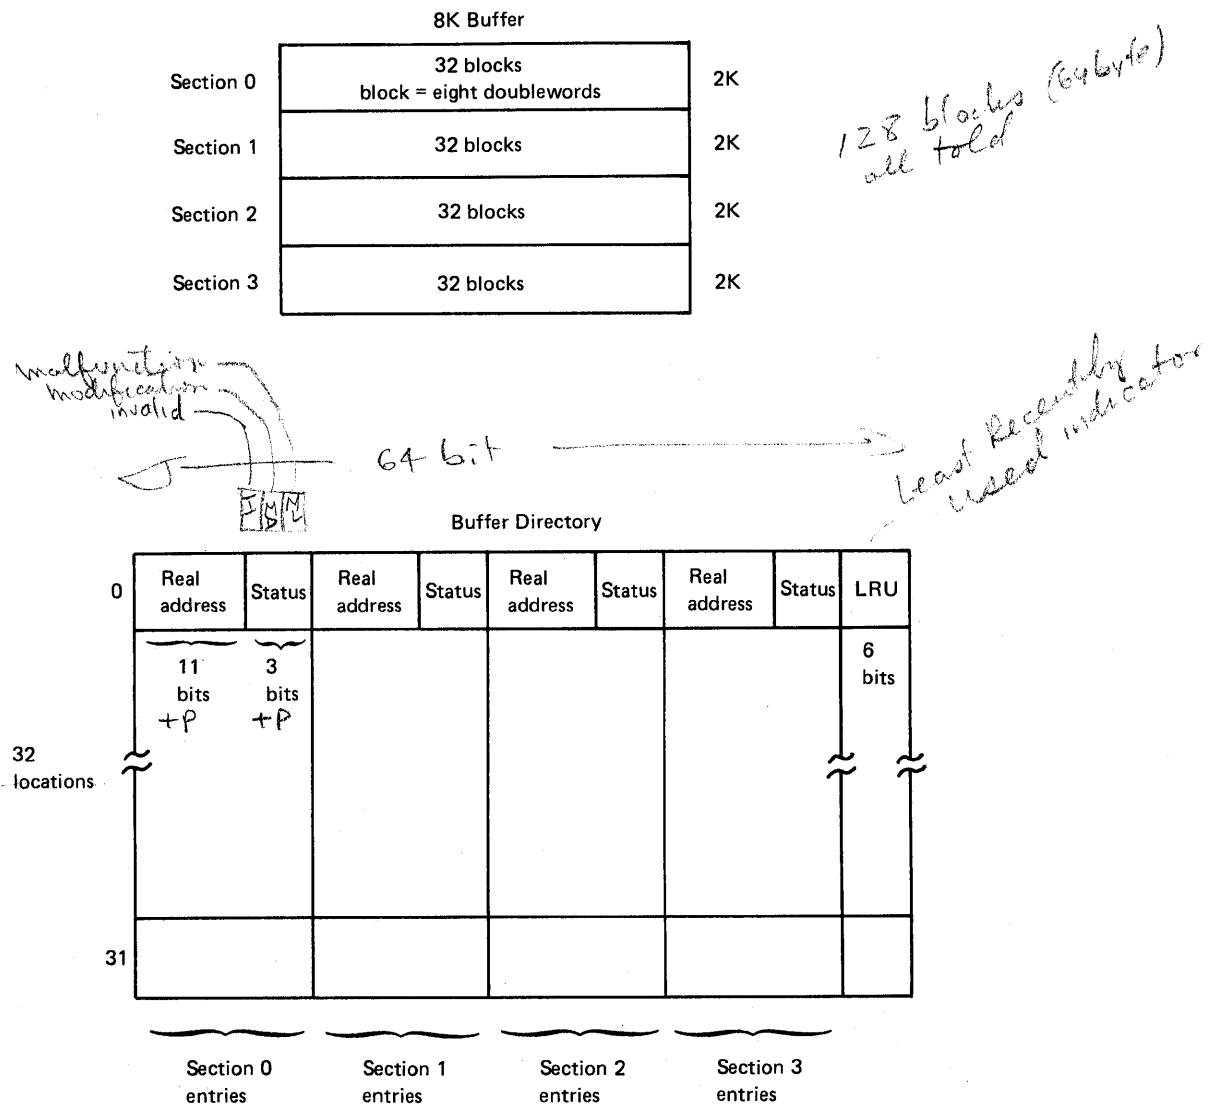 8K Buffer
Section 0
32 blocks
block = eight doublewords
2K
128 blocks (64 byte)
all told
Section 1
32 blocks
2K
Section 2
32 blocks
2K
Section 3
32 blocks
2K
malfunction
modification
invalid
64 bit
Least Recently
used indicator
I
MD
ML
Buffer Directory
0
Real
address
Status
Real
address
Status
Real
address
Status
Real
address
Status
LRU
11
bits
+P
3
bits
+P
6
bits
32
locations
31
Section 0
entries
Section 1
entries
Section 2
entries
Section 3
entries